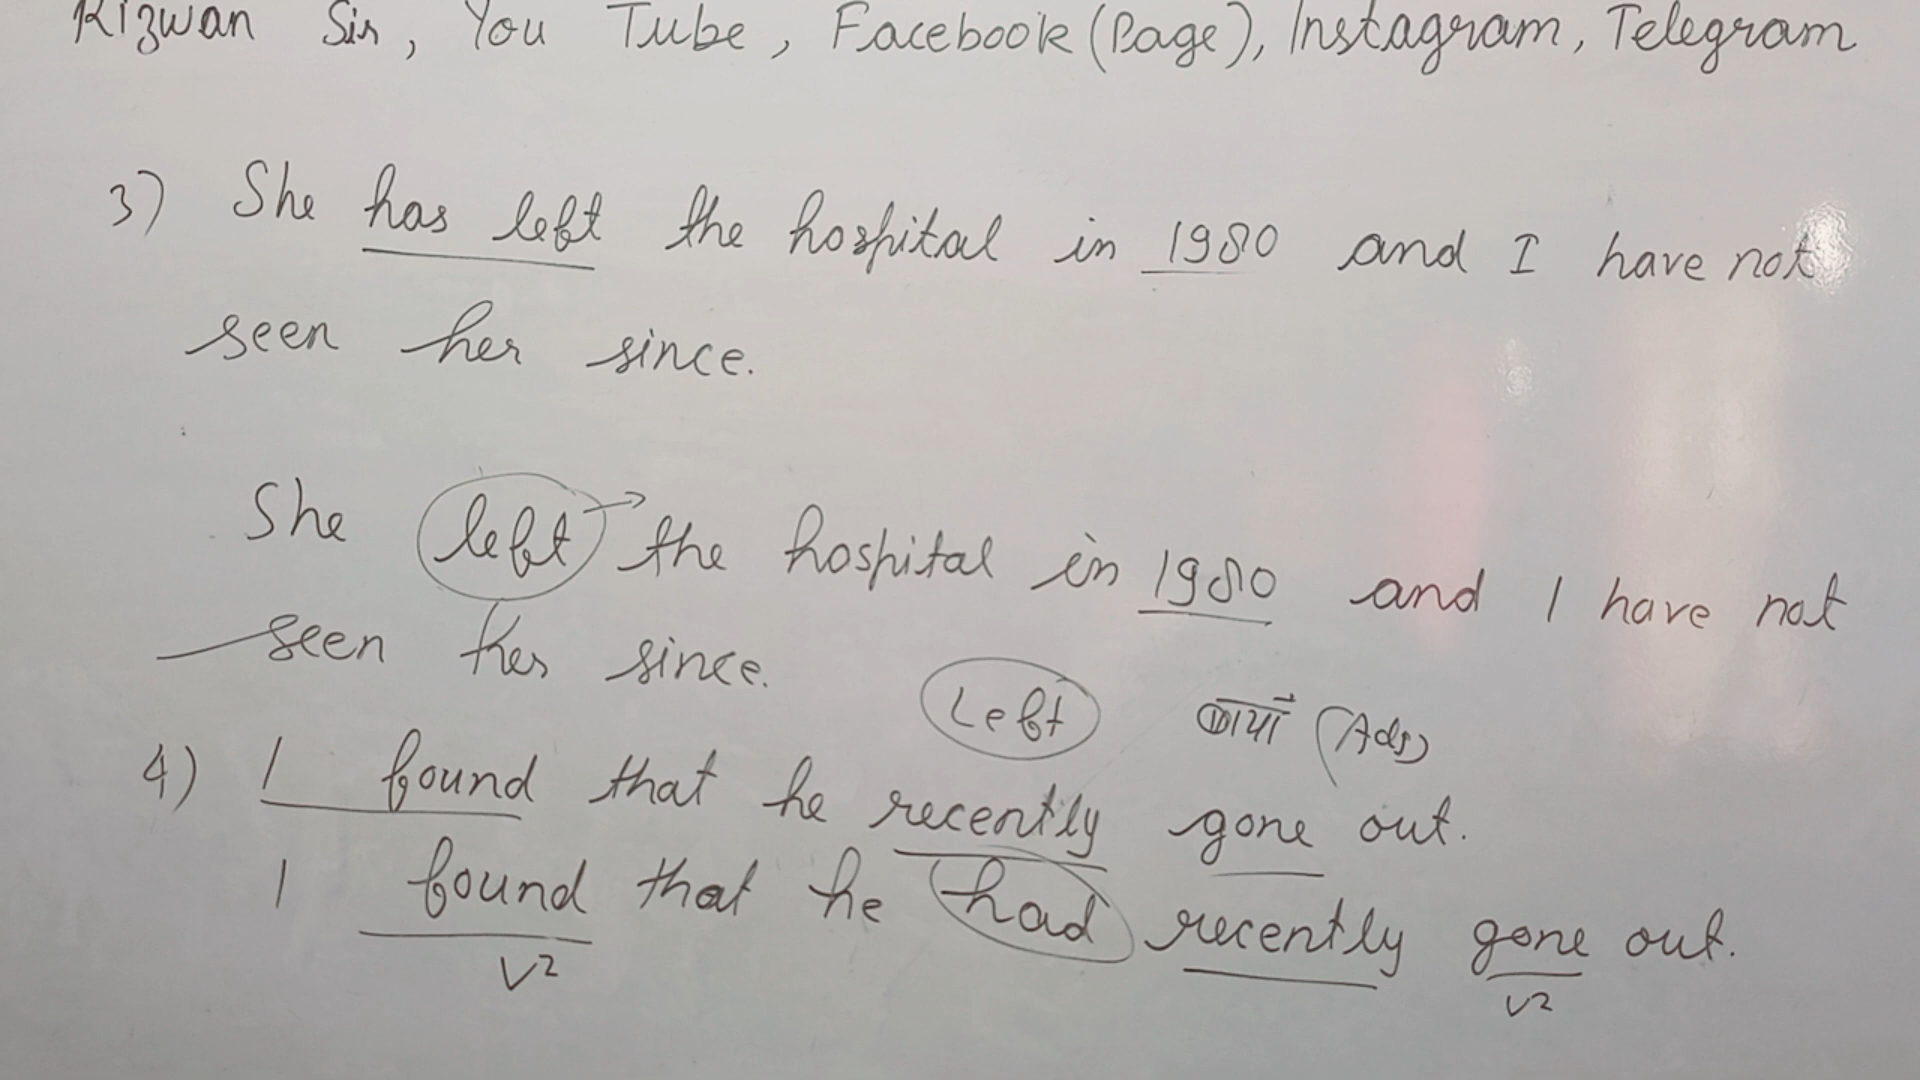 Rizwan Sir, You Tube, Facebook (Page), Instagram, Telegram
3) She has left the hospital in 1980 and I have not
seen her since.
She left the hospital in 1980 and I have not
seen her since.
Left बायां (Adj)
4) I found that he recently gone out.
I found that he had recently gone out.
V2 V2